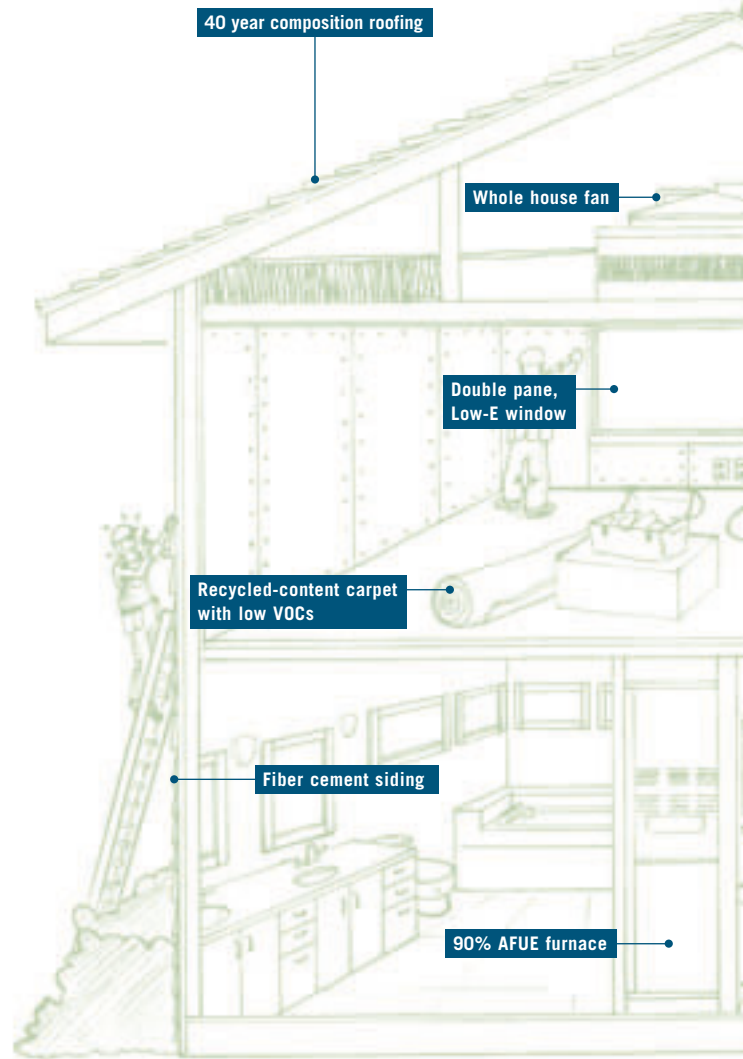 40 year composition roofing
Whole house fan
Double pane,
Low-E window
Recycled-content carpet
with low VOCs
Fiber cement siding
90% AFUE furnace